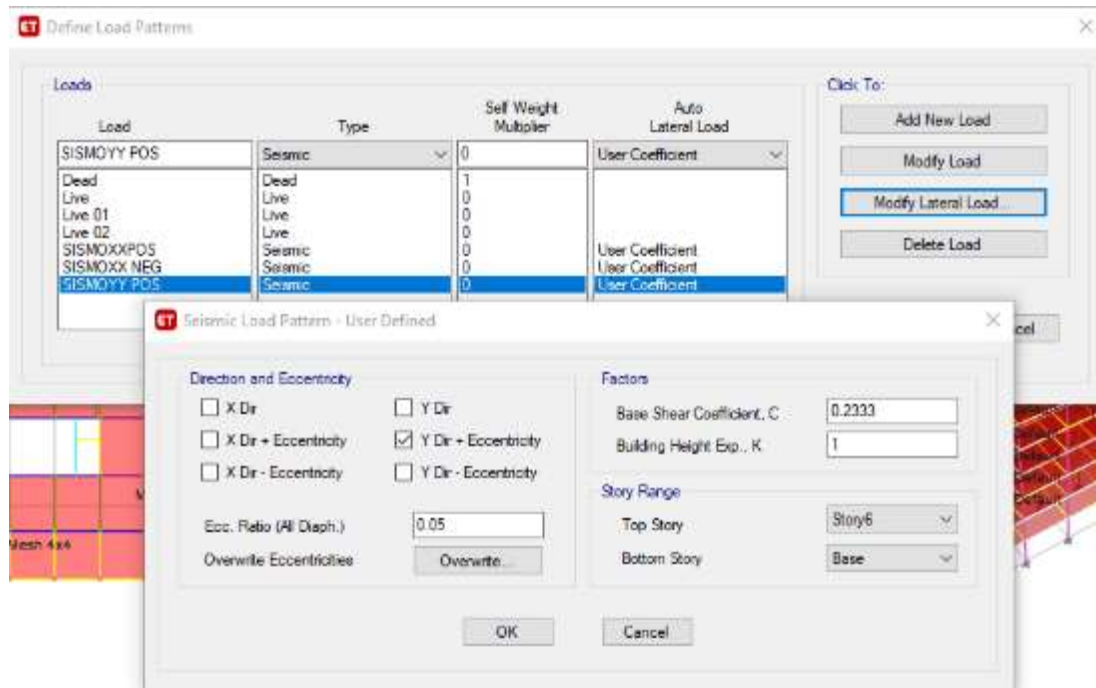 ET Define Load Patterns
Loads
Click To:
Load Type Self Weight Multiplier Auto Lateral Load
SISMOYY POS Seismic 0 User Coefficient
Add New Load
Dead Dead 1
Modify Load
Live Live 0
Live 01 Live 0
Modify Lateral Load...
Live 02 Live 0
SISMOXXPOS Seismic 0 User Coefficient
Delete Load
SISMOXX NEG Seismic 0 User Coefficient
SISMOYY POS Seismic 0 User Coefficient
ET Seismic Load Pattern - User Defined
cel
Direction and Eccentricity
Factors
X Dir Y Dir
Base Shear Coefficient, C 0.2333
X Dir + Eccentricity Y Dir + Eccentricity
Building Height Exp., K 1
X Dir - Eccentricity Y Dir - Eccentricity
Story Range
Ecc. Ratio (All Diaph.) 0.05
Top Story Story6
Overwrite Eccentricities Overwrite...
Bottom Story Base
Mesh 4x4
OK Cancel